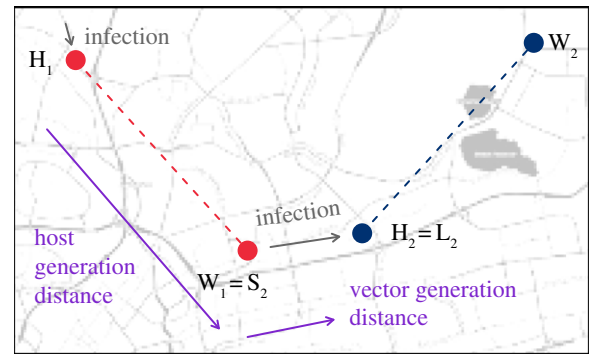 infection
H₁
W₂
infection
H₂ = L₂
host
generation
distance
W₁ = S₂
vector generation
distance